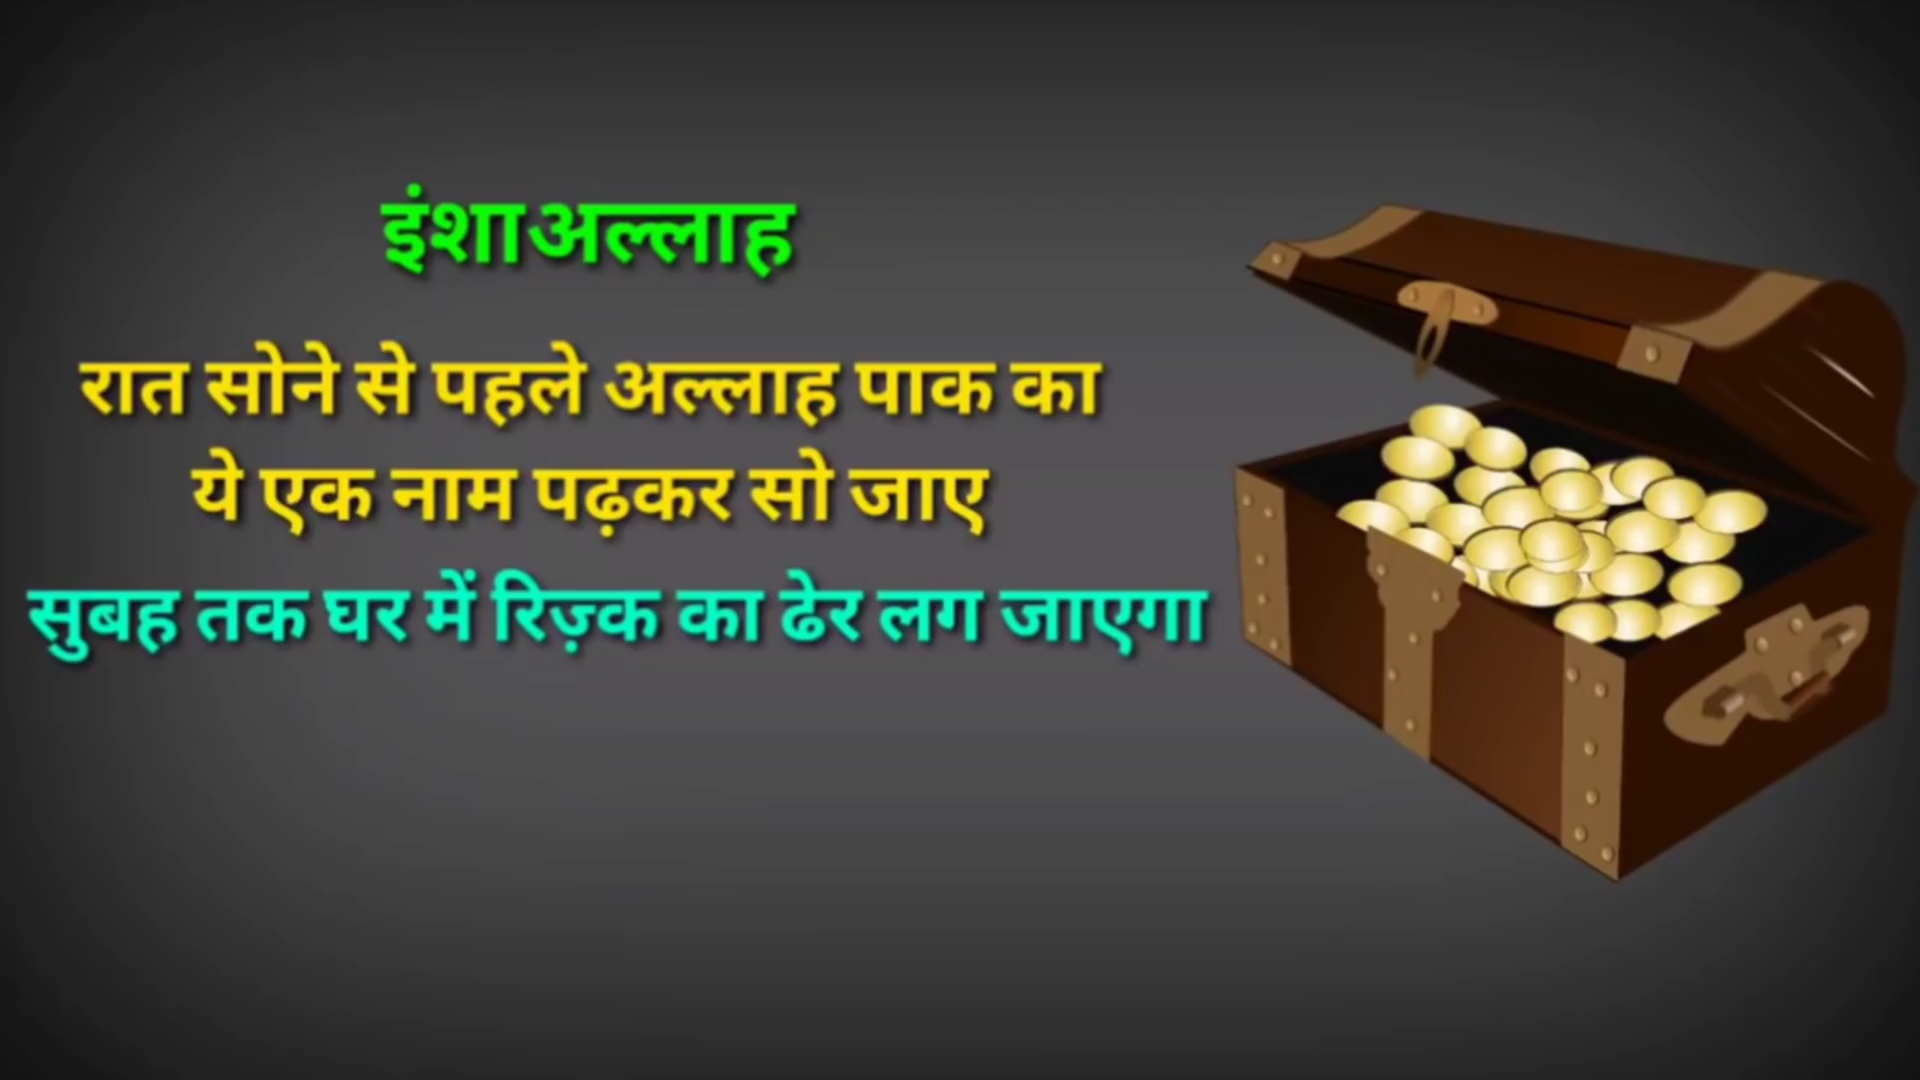 इंशाअल्लाह
रात सोने से पहले अल्लाह पाक का
ये एक नाम पढ़कर सो जाए
सुबह तक घर में रिज़्क का ढेर लग जाएगा